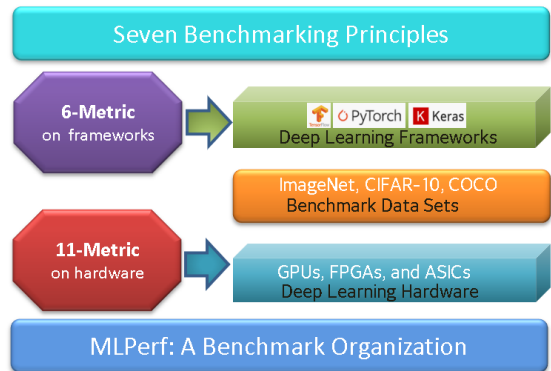 Seven Benchmarking Principles
6-Metric
on frameworks
TensorFlow PyTorch Keras
Deep Learning Frameworks
ImageNet, CIFAR-10, COCO
Benchmark Data Sets
11-Metric
on hardware
GPUs, FPGAs, and ASICs
Deep Learning Hardware
MLPerf: A Benchmark Organization